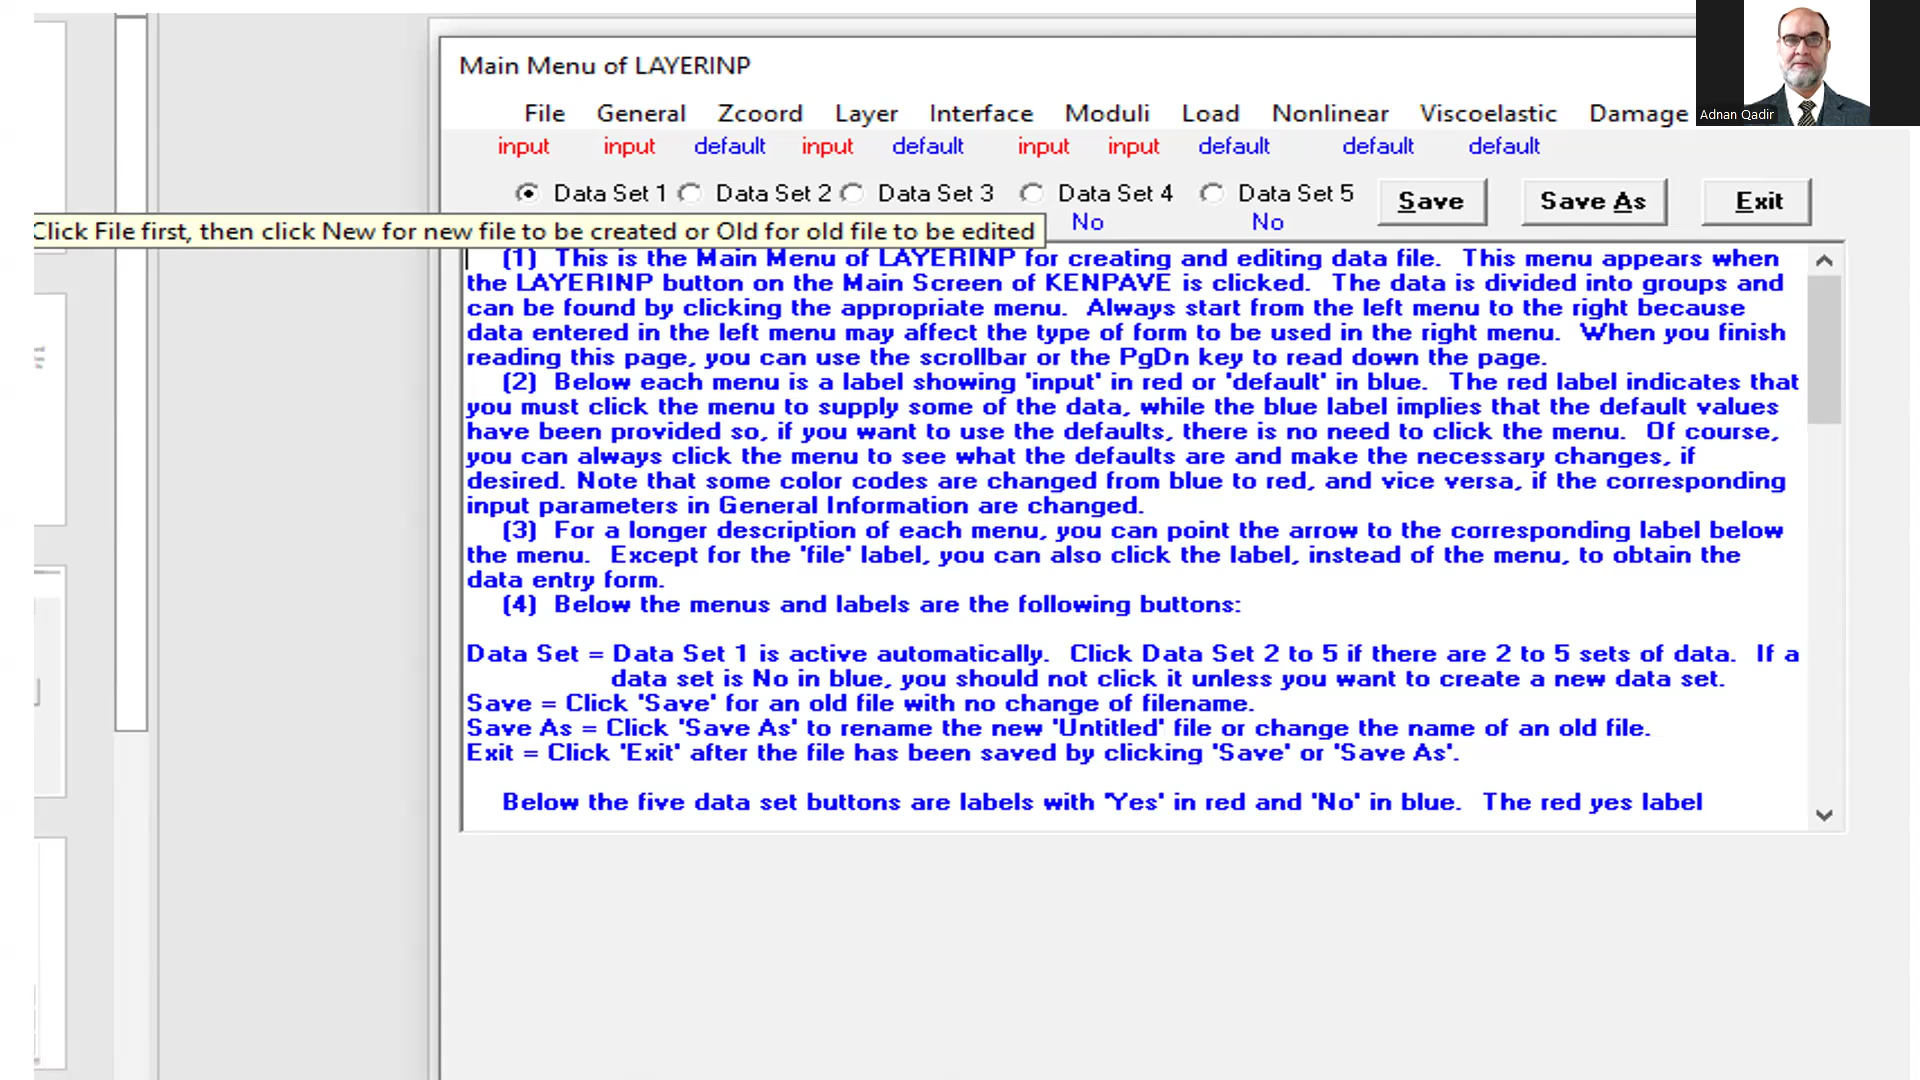 Main Menu of LAYERINP
File General Zcoord Layer Interface Moduli Load Nonlinear Viscoelastic Damage
input input default input default input input default default default
Data Set 1 Data Set 2 Data Set 3 Data Set 4 Data Set 5 Save Save As Exit
No No
Click File first, then click New for new file to be created or Old for old file to be edited
(1) This is the Main Menu of LAYERINP for creating and editing data file. This menu appears when
the LAYERINP button on the Main Screen of KENPAVE is clicked. The data is divided into groups and
can be found by clicking the appropriate menu. Always start from the left menu to the right because
data entered in the left menu may affect the type of form to be used in the right menu. When you finish
reading this page, you can use the scrollbar or the PgDn key to read down the page.
(2) Below each menu is a label showing 'input' in red or 'default' in blue. The red label indicates that
you must click the menu to supply some of the data, while the blue label implies that the default values
have been provided so, if you want to use the defaults, there is no need to click the menu. Of course,
you can always click the menu to see what the defaults are and make the necessary changes, if
desired. Note that some color codes are changed from blue to red, and vice versa, if the corresponding
input parameters in General Information are changed.
(3) For a longer description of each menu, you can point the arrow to the corresponding label below
the menu. Except for the 'file' label, you can also click the label, instead of the menu, to obtain the
data entry form.
(4) Below the menus and labels are the following buttons:
Data Set = Data Set 1 is active automatically. Click Data Set 2 to 5 if there are 2 to 5 sets of data. If a
data set is No in blue, you should not click it unless you want to create a new data set.
Save = Click 'Save' for an old file with no change of filename.
Save As = Click 'Save As' to rename the new 'Untitled' file or change the name of an old file.
Exit = Click 'Exit' after the file has been saved by clicking 'Save' or 'Save As'.
Below the five data set buttons are labels with 'Yes' in red and 'No' in blue. The red yes label
Adnan Qadir